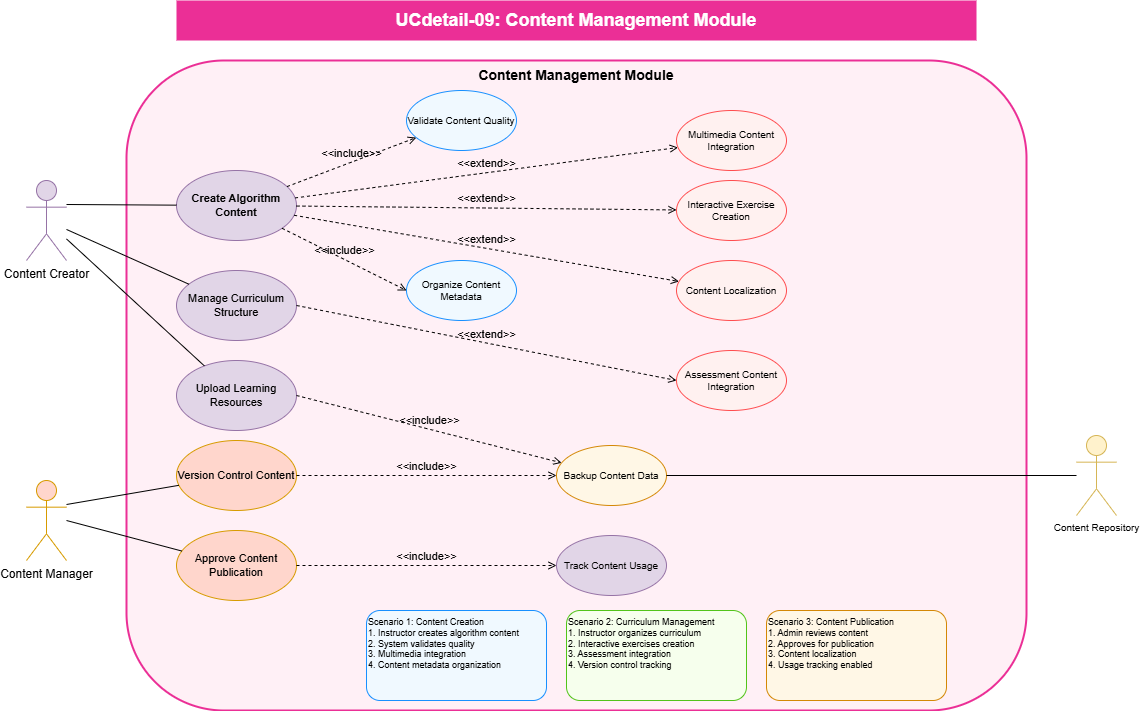 UCdetail-09: Content Management Module
Content Management Module
Validate Content Quality
Multimedia Content
Integration
<<include>>
<<extend>>
Create Algorithm
Content
<<extend>>
Interactive Exercise
Creation
<<extend>>
<<include>>
Content Creator
Organize Content
Metadata
Content Localization
Manage Curriculum
Structure
<<extend>>
Assessment Content
Integration
Upload Learning
Resources
<<include>>
Version Control Content
<<include>>
Backup Content Data
Content Repository
Approve Content
Publication
<<include>>
Track Content Usage
Content Manager
Scenario 1: Content Creation
1. Instructor creates algorithm content
2. System validates quality
3. Multimedia integration
4. Content metadata organization
Scenario 2: Curriculum Management
1. Instructor organizes curriculum
2. Interactive exercises creation
3. Assessment integration
4. Version control tracking
Scenario 3: Content Publication
1. Admin reviews content
2. Approves for publication
3. Content localization
4. Usage tracking enabled